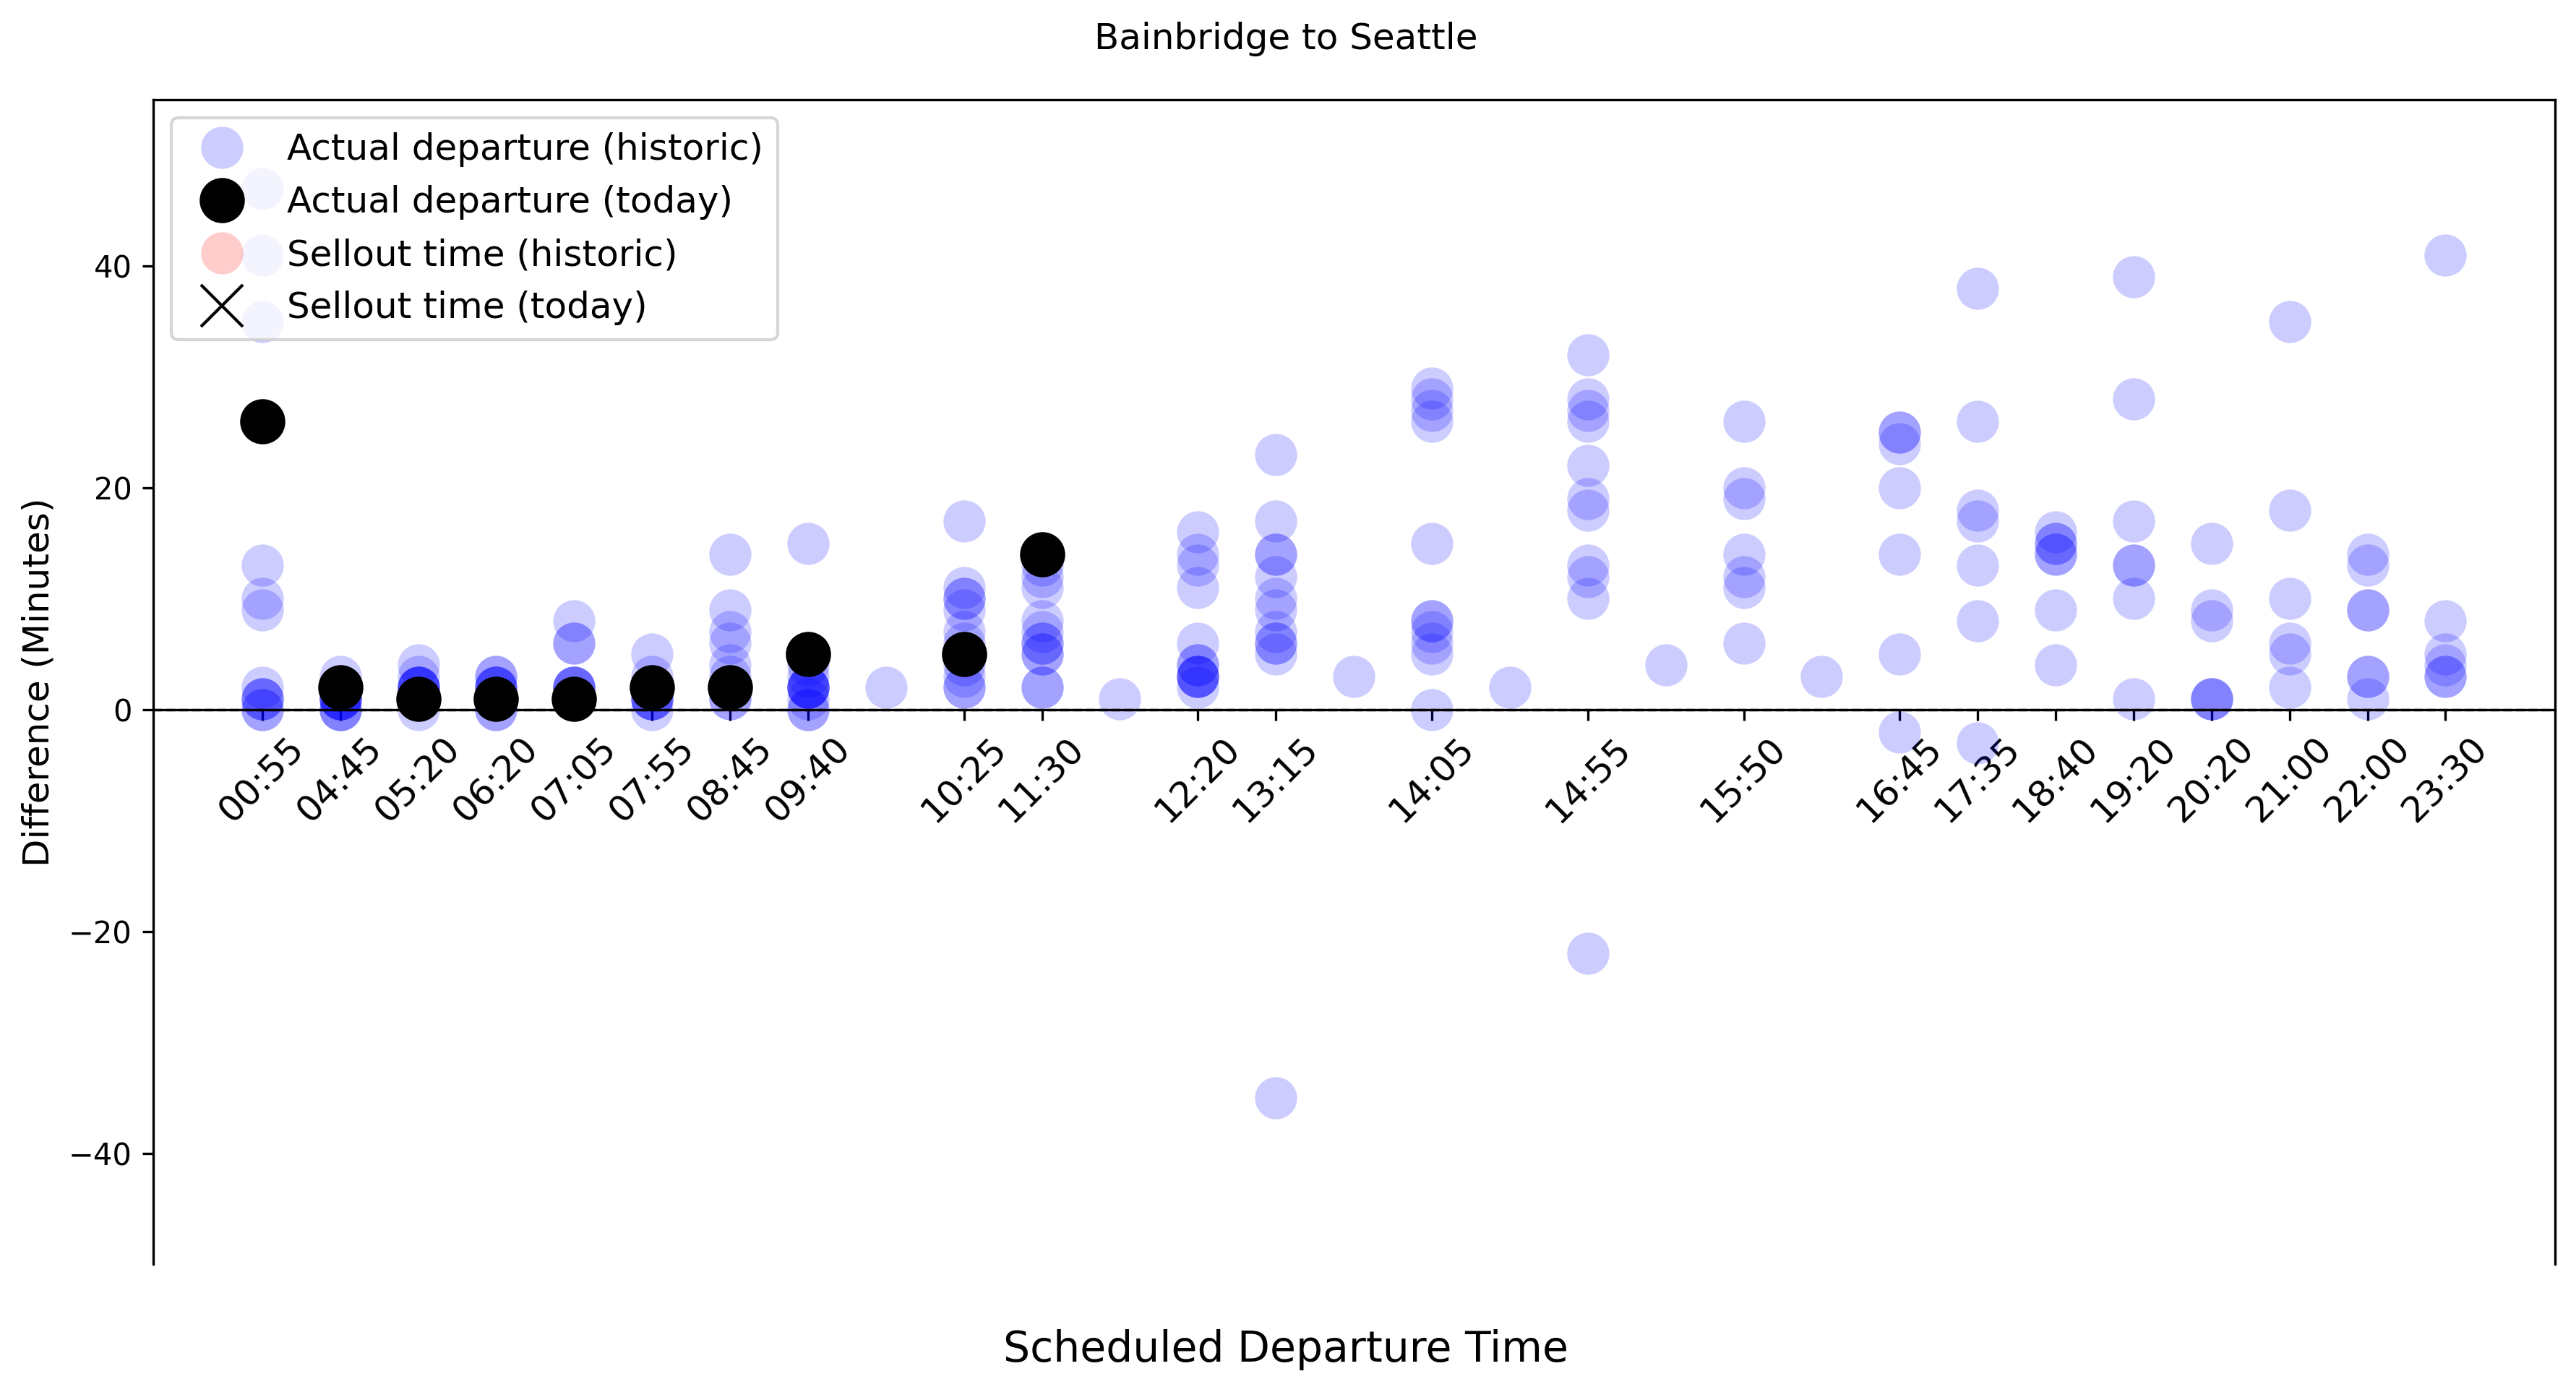 Bainbridge to Seattle
Actual departure (historic)
Actual departure (today)
Sellout time (historic)
Sellout time (today)
Difference (Minutes)
40
20
0
−20
−40
00:55 04:45 05:20 06:20 07:05 07:55 08:45 09:40 10:25 11:30 12:20 13:15 14:05 14:55 15:50 16:45 17:35 18:40 19:20 20:20 21:00 22:00 23:30
Scheduled Departure Time